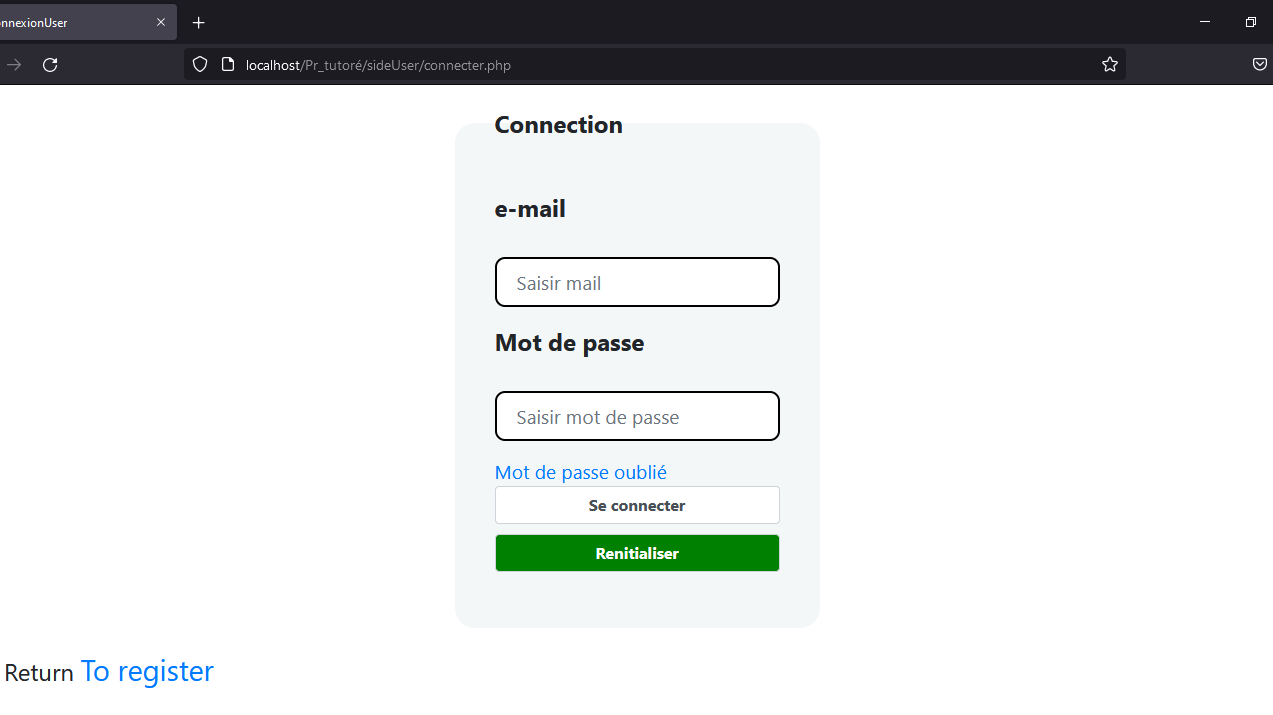 nnexionUser
localhost/Pr_tutoré/sideUser/connecter.php
Connection
e-mail
Saisir mail
Mot de passe
Saisir mot de passe
Mot de passe oublié
Se connecter
Renitialiser
Return To register